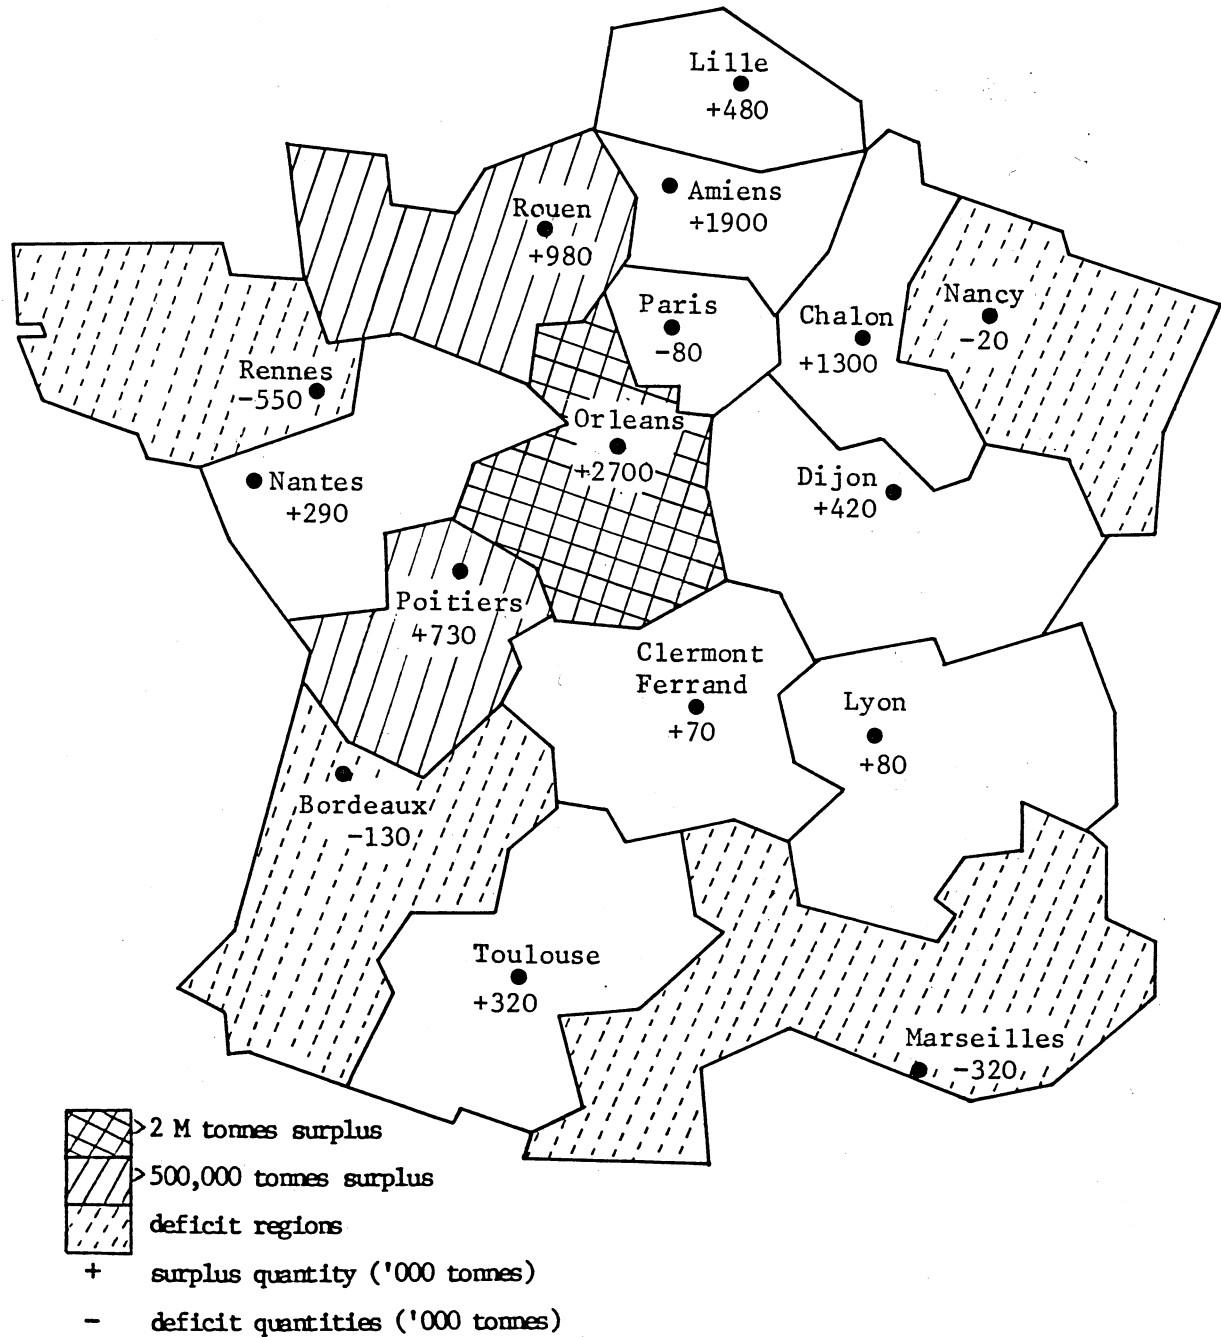 Lille
+480
Amiens
+1900
Rouen
+980
Paris
-80
Chalon
+1300
Nancy
-20
Rennes
-550
Orleans
+2700
Nantes
+290
Dijon
+420
Poitiers
+730
Clermont
Ferrand
+70
Lyon
+80
Bordeaux
-130
Toulouse
+320
Marseilles
-320
>2 M tonnes surplus
>500,000 tonnes surplus
deficit regions
+ surplus quantity ('000 tonnes)
- deficit quantities ('000 tonnes)